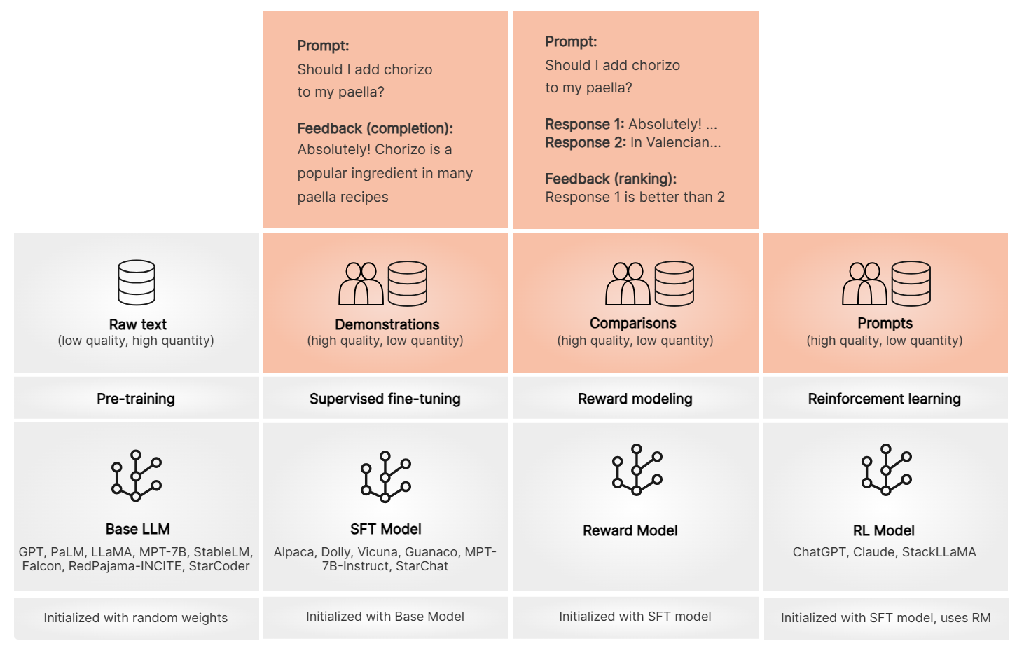 Prompt:
Should I add chorizo
to my paella?
Feedback (completion):
Absolutely! Chorizo is a
popular ingredient in many
paella recipes
Prompt:
Should I add chorizo
to my paella?
Response 1: Absolutely! ...
Response 2: In Valencian...
Feedback (ranking):
Response 1 is better than 2
Raw text
(low quality, high quantity)
Demonstrations
(high quality, low quantity)
Comparisons
(high quality, low quantity)
Prompts
(high quality, low quantity)
Pre-training
Supervised fine-tuning
Reward modeling
Reinforcement learning
Base LLM
GPT, PaLM, LLaMA, MPT-7B, StableLM,
Falcon, RedPajama-INCITE, StarCoder
SFT Model
Alpaca, Dolly, Vicuna, Guanaco, MPT-
7B-Instruct, StarChat
Reward Model
RL Model
ChatGPT, Claude, StackLLaMA
Initialized with random weights
Initialized with Base Model
Initialized with SFT model
Initialized with SFT model, uses RM